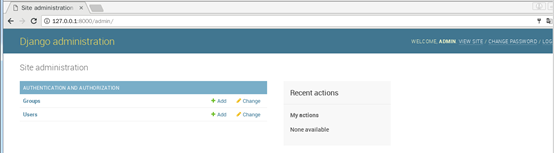 Site administration
127.0.0.1:8000/admin/
Django administration
WELCOME, ADMIN. VIEW SITE / CHANGE PASSWORD / LOG
Site administration
AUTHENTICATION AND AUTHORIZATION
Groups Add Change
Users Add Change
Recent actions
My actions
None available